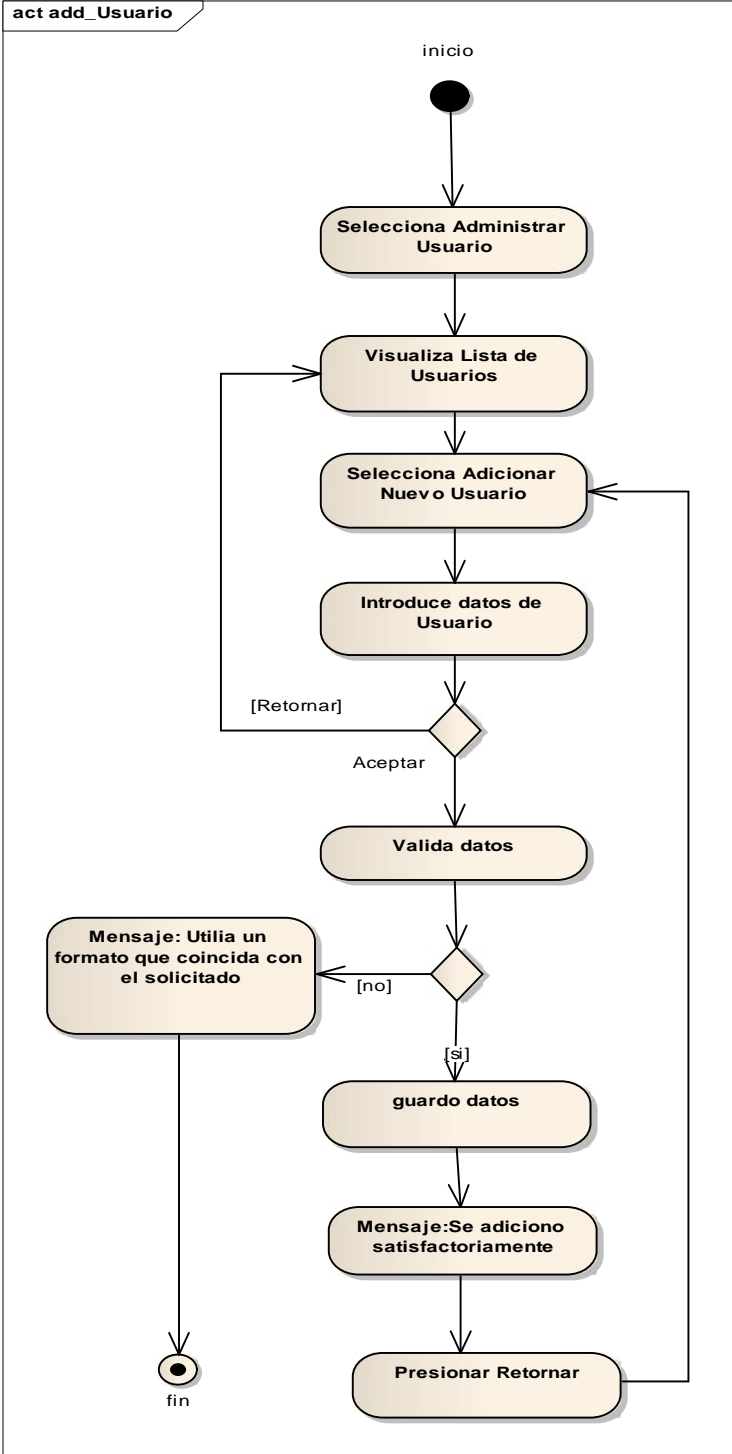 act add_Usuario
inicio
Selecciona Administrar
Usuario
Visualiza Lista de
Usuarios
Selecciona Adicionar
Nuevo Usuario
Introduce datos de
Usuario
[Retornar]
Aceptar
Valida datos
Mensaje: Utilia un
formato que coincida con
el solicitado
[no]
[si]
guardo datos
Mensaje:Se adiciono
satisfactoriamente
Presionar Retornar
fin